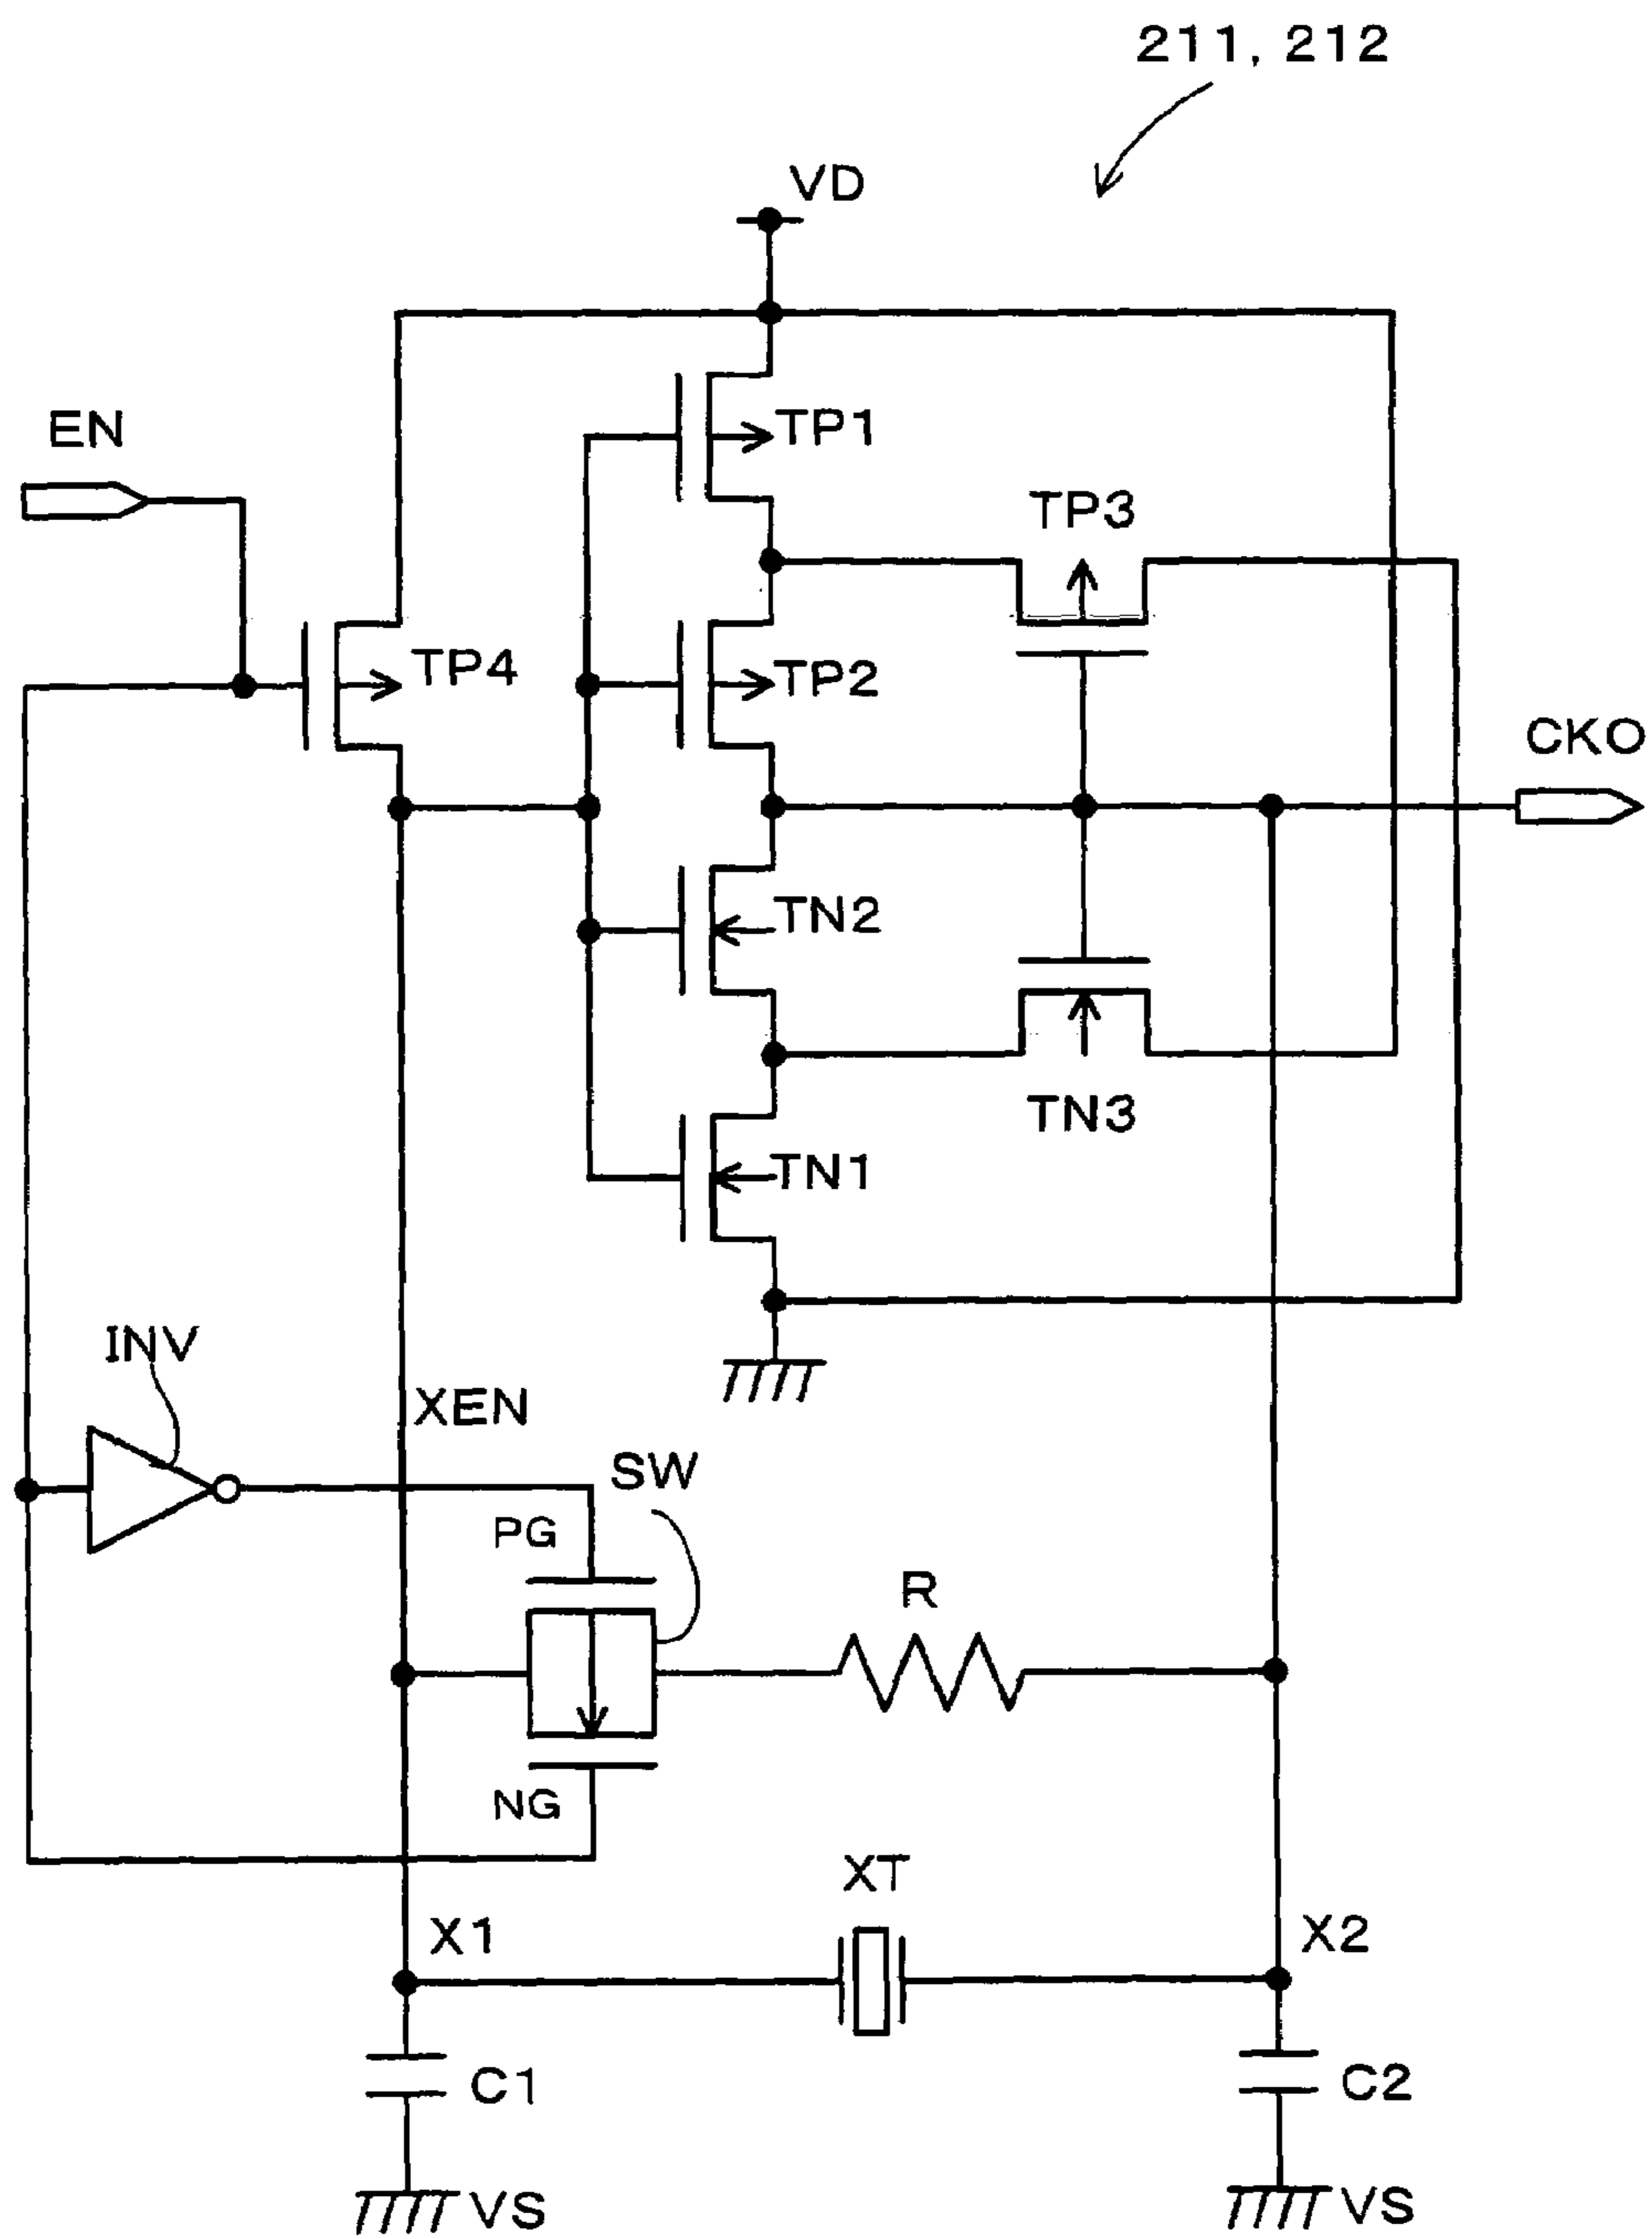 211, 212
VD
EN
TP1
TP3
TP4
TP2
CKO
TN2
TN3
TN1
INV
XEN
SW
PG
R
NG
XT
X1
X2
C1
C2
VS
VS